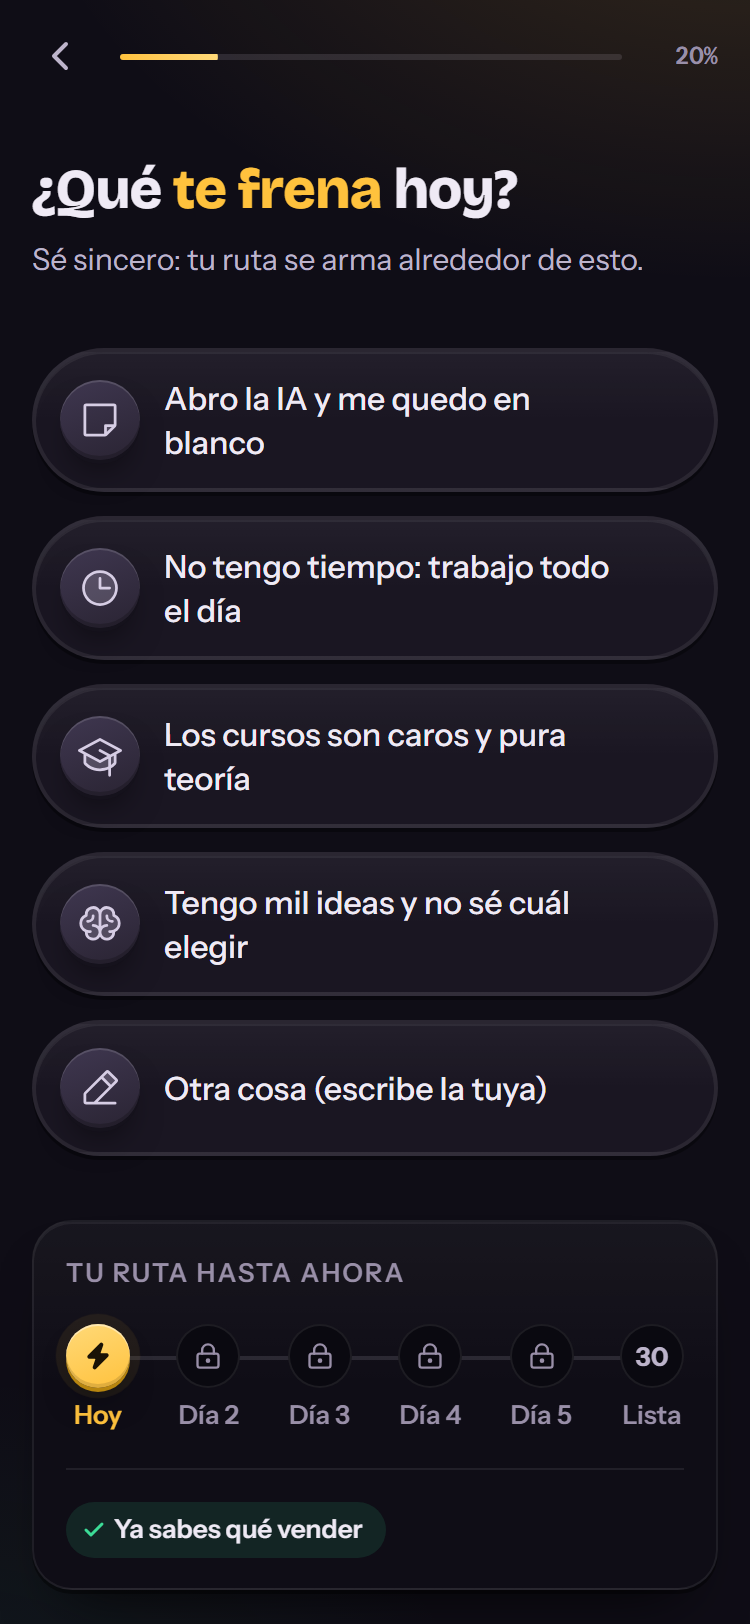 20%
¿Qué te frena hoy?
Sé sincero: tu ruta se arma alrededor de esto.
Abro la IA y me quedo en
blanco
No tengo tiempo: trabajo todo
el día
Los cursos son caros y pura
teoría
Tengo mil ideas y no sé cuál
elegir
Otra cosa (escribe la tuya)
TU RUTA HASTA AHORA
30
Hoy Día 2 Día 3 Día 4 Día 5 Lista
Ya sabes qué vender